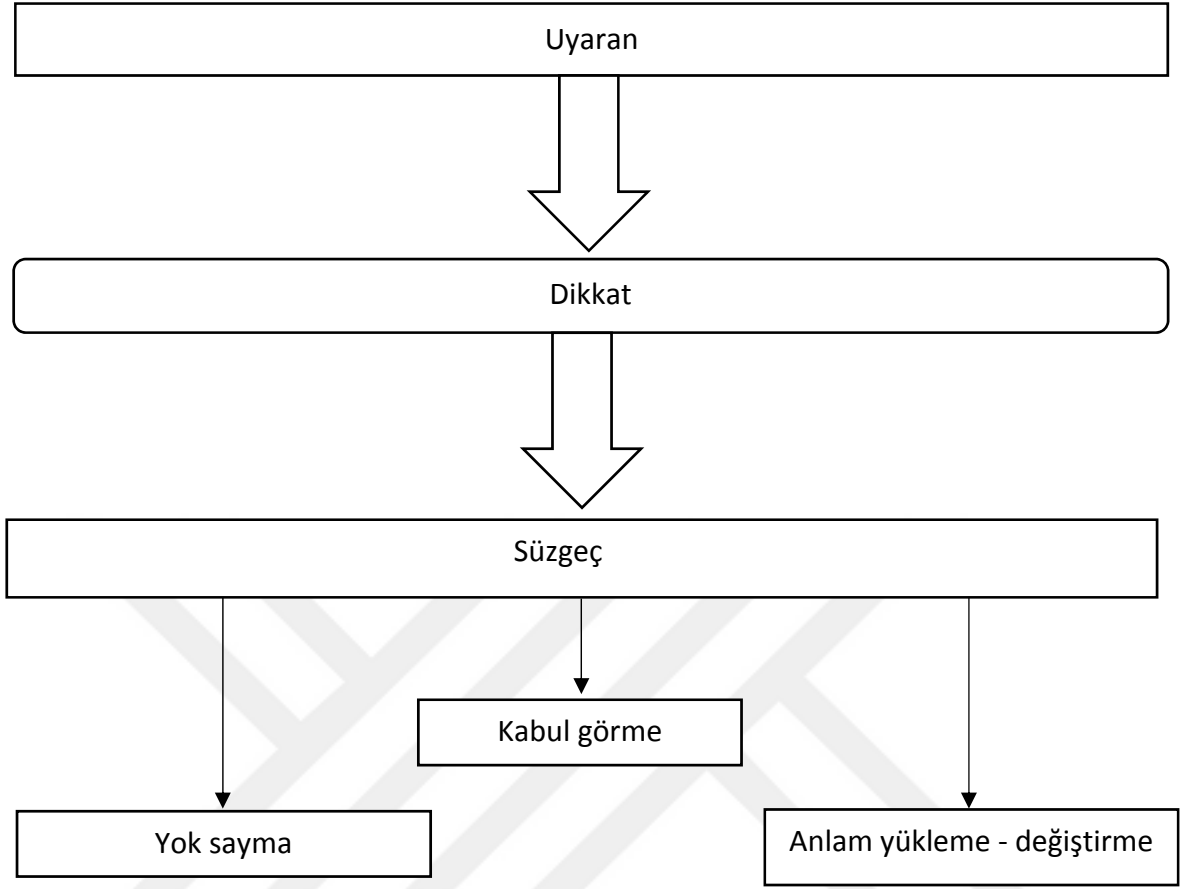 Uyaran
Dikkat
Süzgeç
Kabul görme
Yok sayma
Anlam yükleme - değiştirme